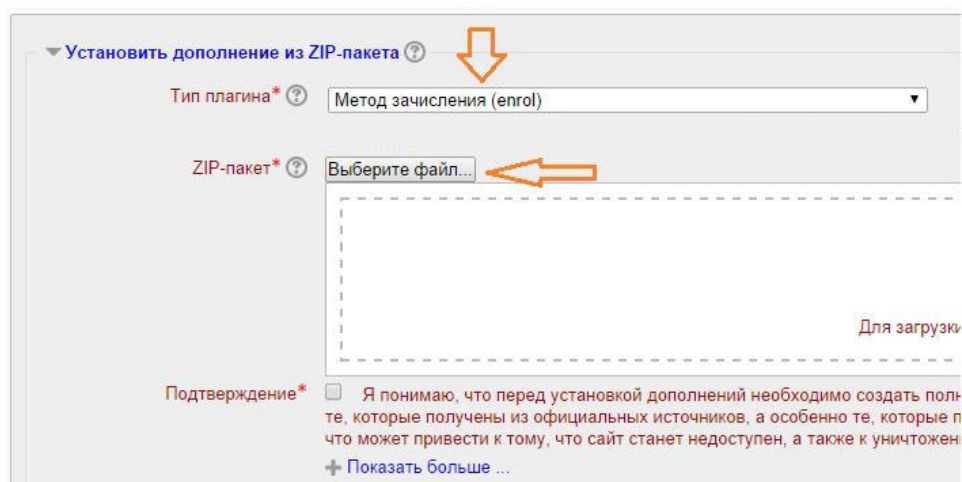 Установить дополнение из ZIP-пакета
Тип плагина*
Метод зачисления (enrol)
ZIP-пакет*
Выберите файл...
Для загрузки
Подтверждение*
Я понимаю, что перед установкой дополнений необходимо создать полн
те, которые получены из официальных источников, а особенно те, которые п
что может привести к тому, что сайт станет недоступен, а также к уничтожен
Показать больше ...